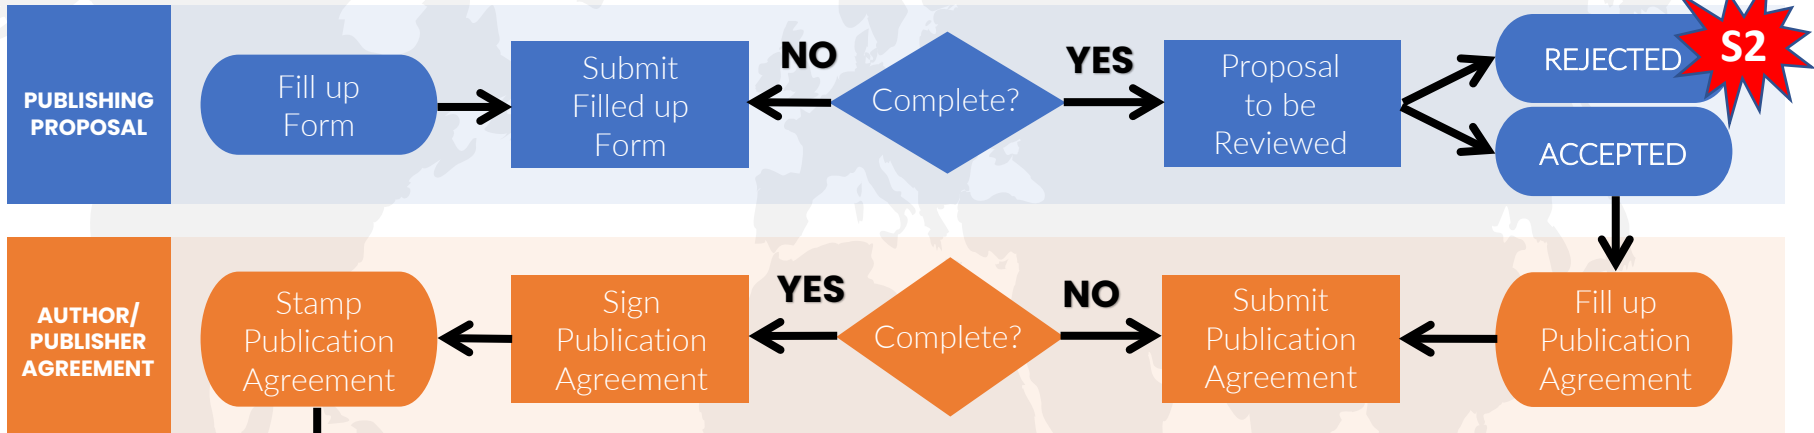 PUBLISHING
PROPOSAL
Fill up
Form
Submit
Filled up
Form
NO
Complete?
YES
Proposal
to be
Reviewed
REJECTED
S2
ACCEPTED
AUTHOR/
PUBLISHER
AGREEMENT
Stamp
Publication
Agreement
Sign
Publication
Agreement
YES
Complete?
NO
Submit
Publication
Agreement
Fill up
Publication
Agreement